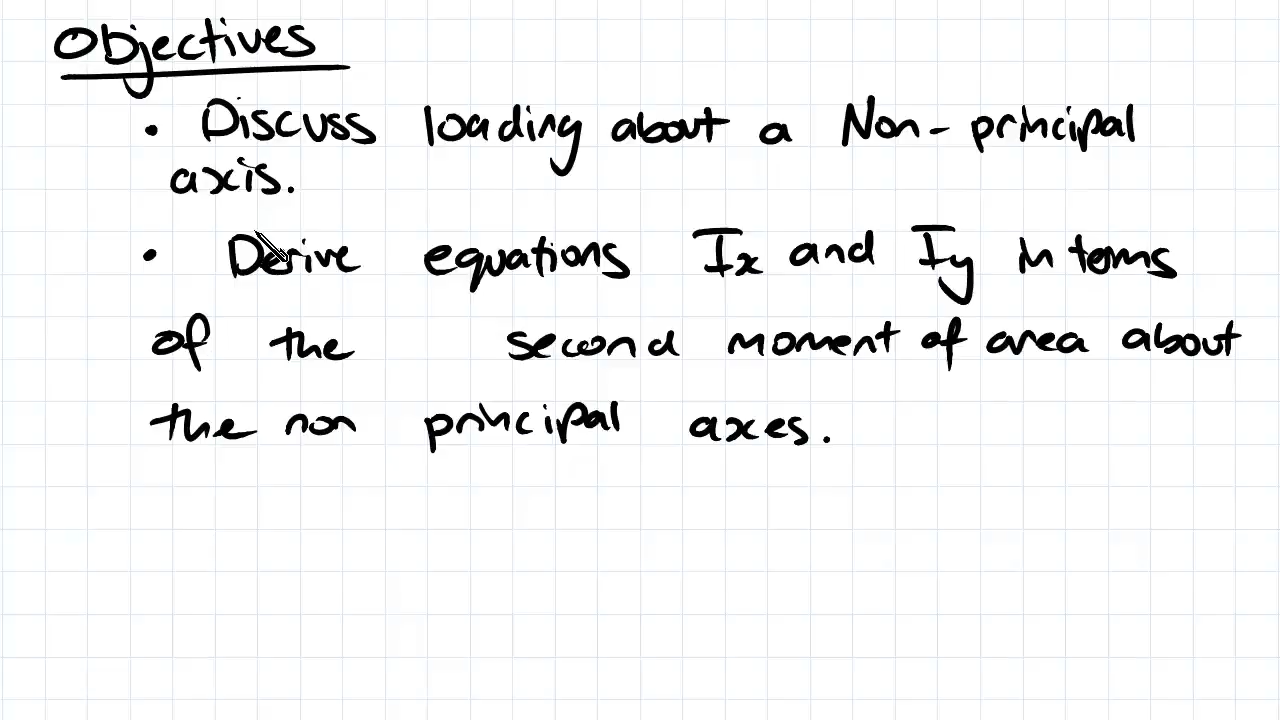 Objectives
• Discuss loading about a Non-principal
axis.
• Derive equations Ix and Iy in terms
of the second moment of area about
the non principal axes.